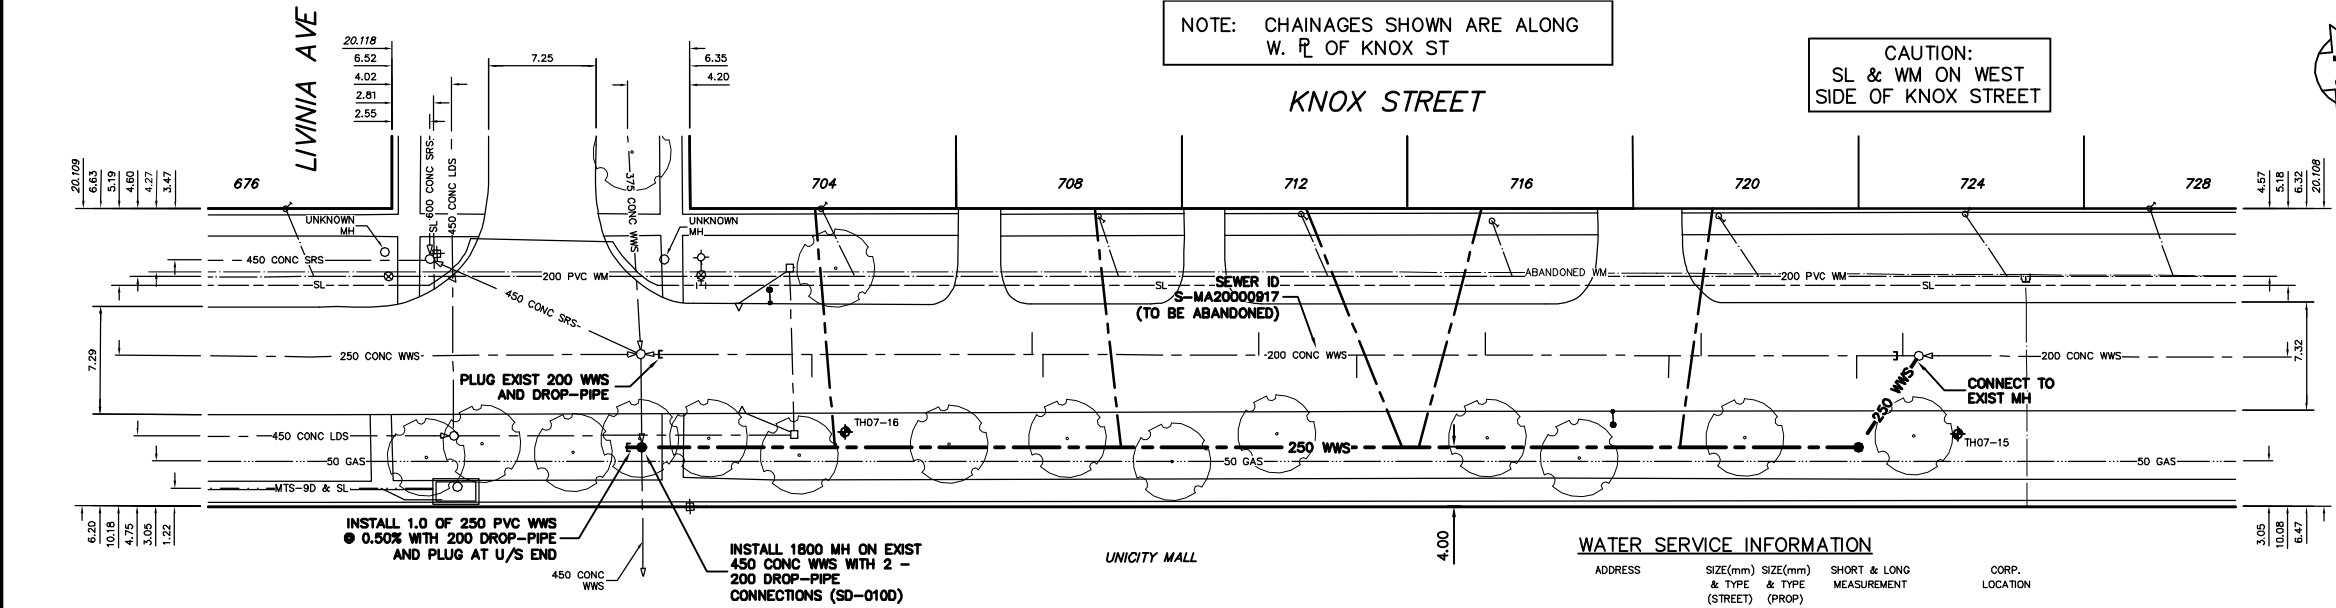 NOTE: CHAINAGES SHOWN ARE ALONG
W. PL OF KNOX ST
CAUTION:
SL & WM ON WEST
SIDE OF KNOX STREET
KNOX STREET
LIVINIA AVE
20.118
6.52
4.02
2.81
2.55
7.25
6.35
4.20
20.109
6.63
5.19
4.60
4.27
3.47
676
704
708
712
716
720
724
728
4.57
5.18
6.32
20.108
UNKNOWN
MH
SL
600 CONC SRS
450 CONC LDS
375 CONC WWS
UNKNOWN
MH
450 CONC SRS
200 PVC WM
ABANDONED WM
200 PVC WM
SL
SL
SL
450 CONC SRS
SEWER ID
S-MA20000917
(TO BE ABANDONED)
7.29
250 CONC WWS
200 CONC WWS
200 CONC WWS
7.32
PLUG EXIST 200 WWS
AND DROP-PIPE
250 WWS
CONNECT TO
EXIST MH
TH07-16
450 CONC LDS
250 WWS
TH07-15
50 GAS
50 GAS
50 GAS
MTS-9D & SL
6.20
10.18
4.75
3.05
1.22
INSTALL 1.0 OF 250 PVC WWS
@ 0.50% WITH 200 DROP-PIPE
AND PLUG AT U/S END
450 CONC
WWS
INSTALL 1800 MH ON EXIST
450 CONC WWS WITH 2 -
200 DROP-PIPE
CONNECTIONS (SD-010D)
UNICITY MALL
4.00
3.05
10.08
6.47
WATER SERVICE INFORMATION
ADDRESS SIZE(mm) SIZE(mm) SHORT & LONG CORP.
& TYPE & TYPE MEASUREMENT LOCATION
(STREET) (PROP)